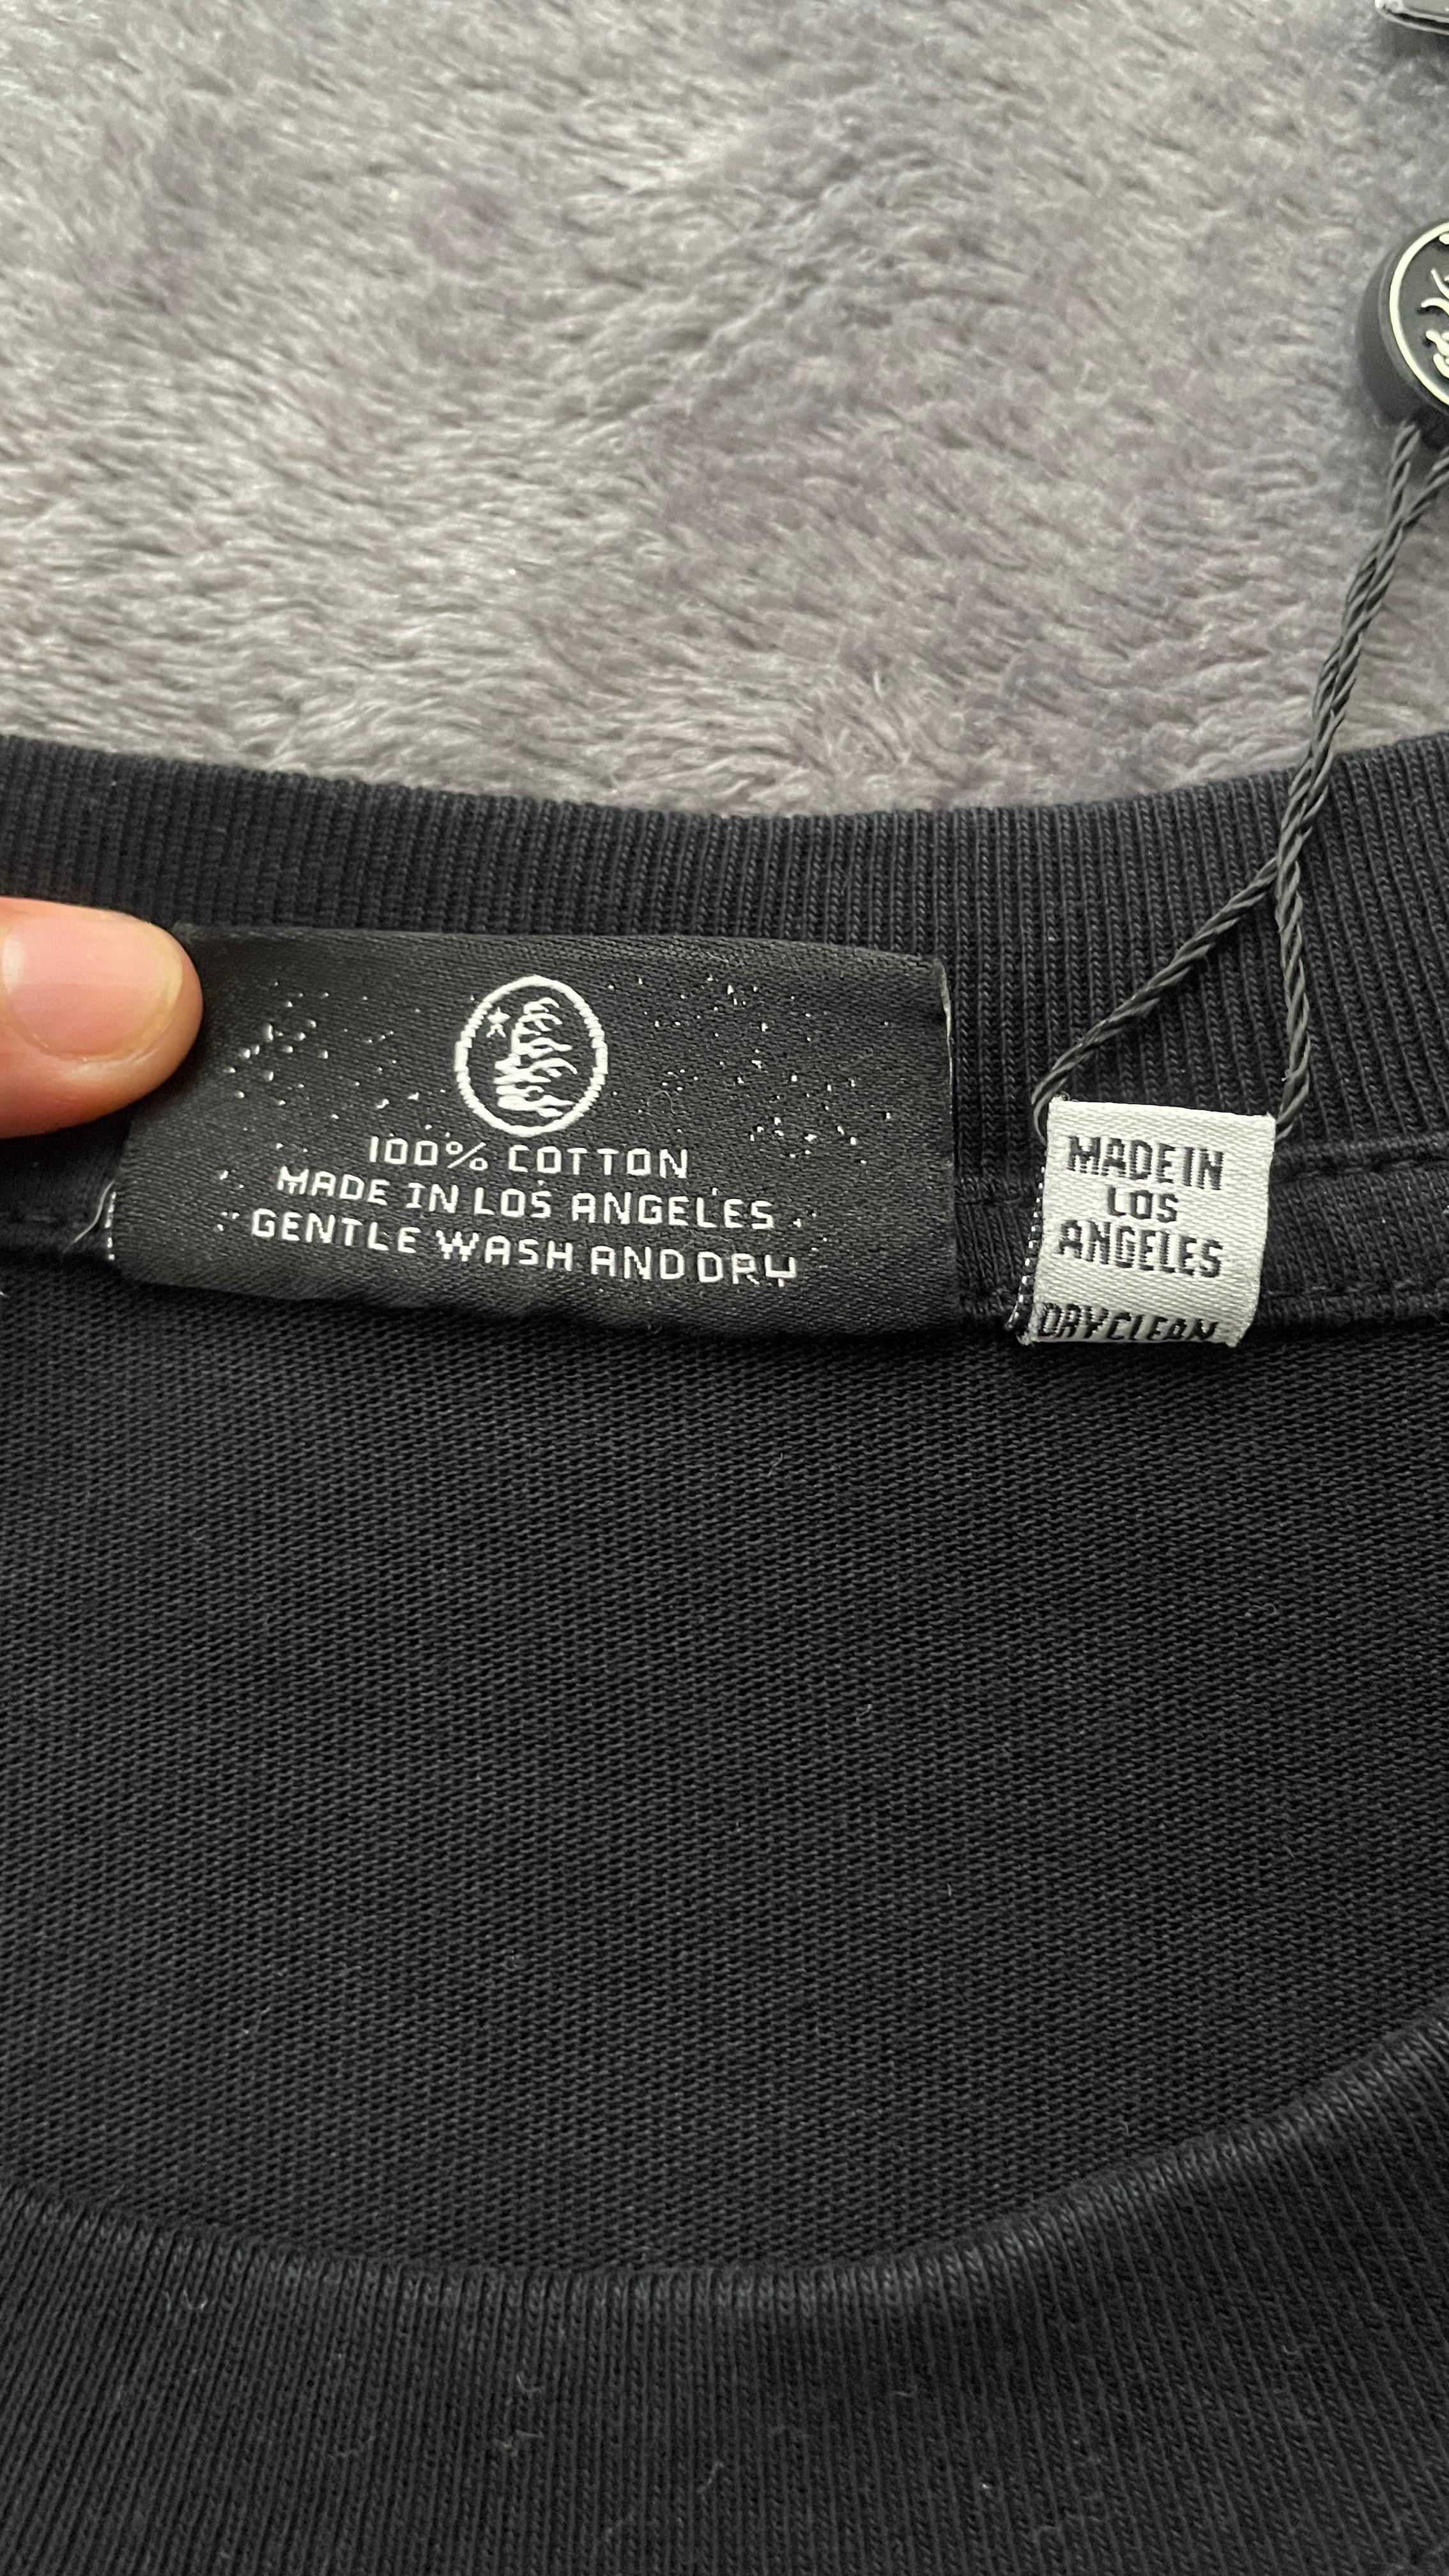 100% COTTON
MADE IN LOS ANGELES
GENTLE WASH AND DRY
MADE IN
LOS
ANGELES
DRY CLEAN